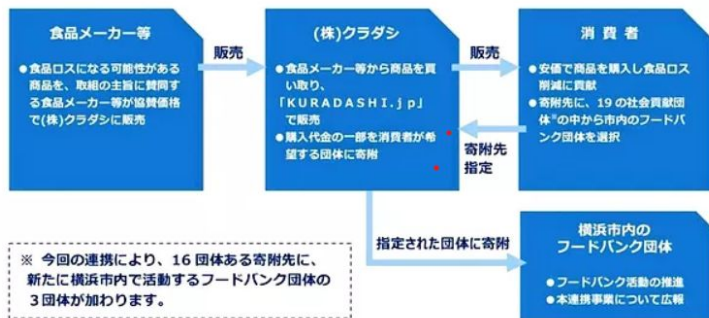 食品メーカー等
●食品ロスになる可能性がある
商品を、取組の主旨に賛同す
る食品メーカー等が協賛価格
で(株)クラダシに販売
販売
(株)クラダシ
●食品メーカー等から商品を買
い取り、
「KURADASHI.jp」
で販売
●購入代金の一部を消費者が希
望する団体に寄附
販売
寄附先
指定
消費者
●安価で商品を購入し食品ロス
削減に貢献
●寄附先に、19の社会貢献団
体※の中から市内のフードバ
ンク団体を選択
指定された団体に寄附
横浜市内の
フードバンク団体
●フードバンク活動の推進
●本連携事業について広報
※ 今回の連携により、16団体ある寄附先に、
新たに横浜市内で活動するフードバンク団体の
3団体が加わります。